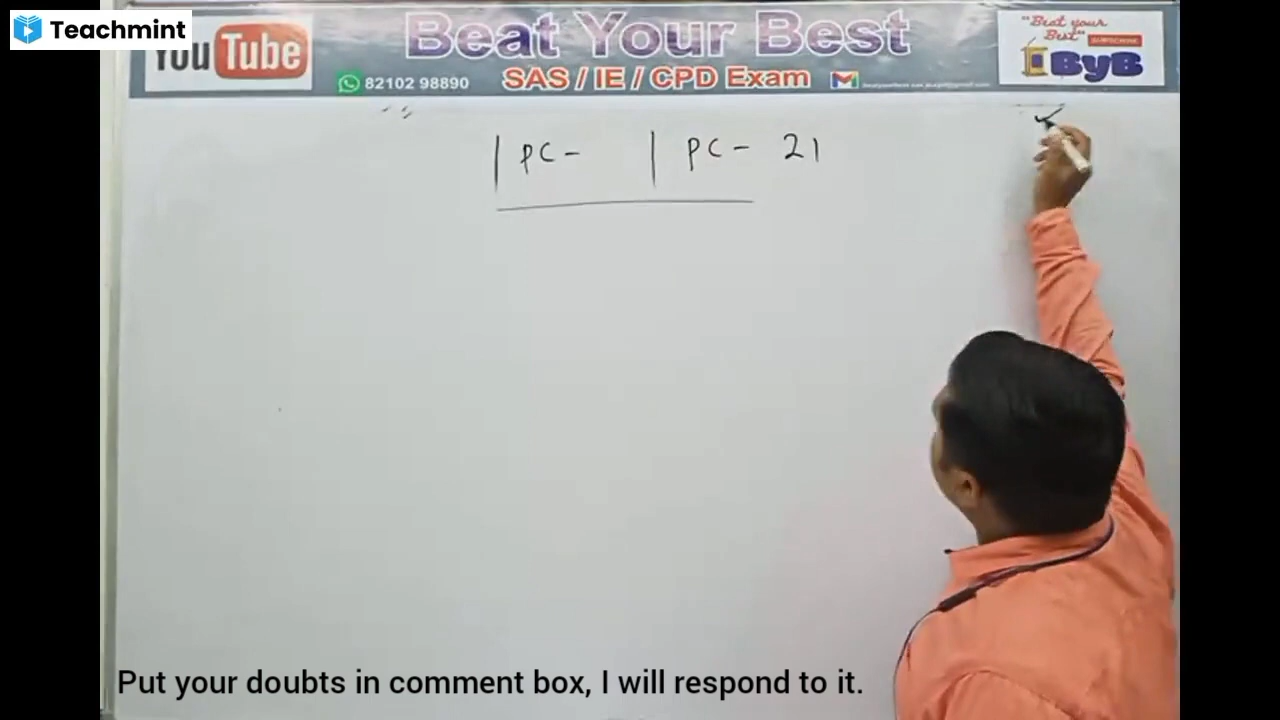 Teachmint
You Tube
Beat Your Best
82102 98890
SAS / IE / CPD Exam
"Beat your
Best"
SUBSCRIBE
ByB
| PC - | PC - 21
Put your doubts in comment box, I will respond to it.